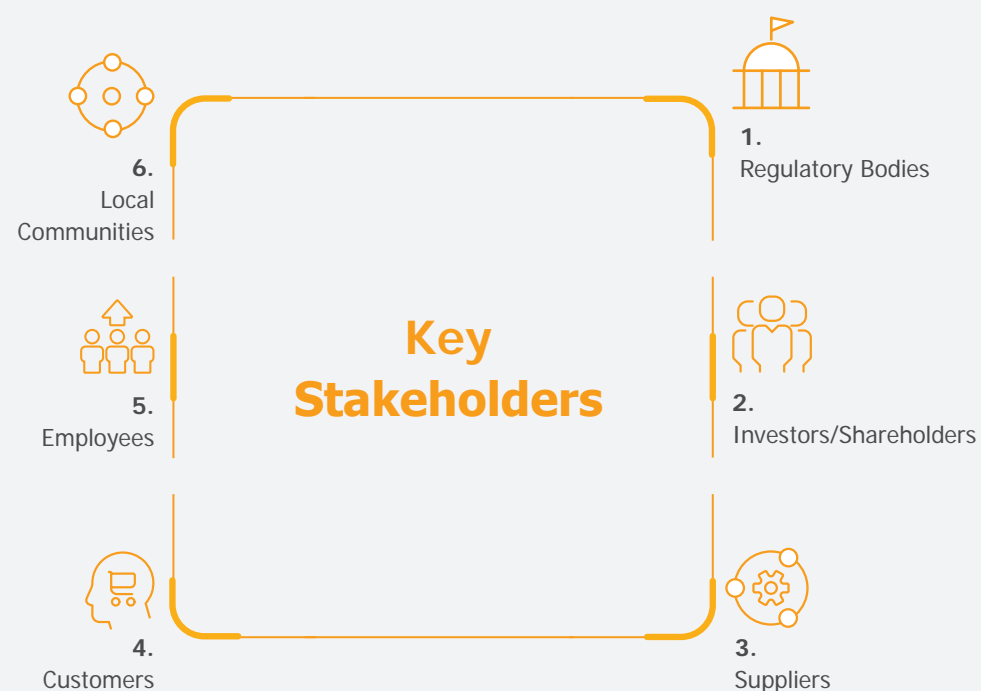 Key
Stakeholders
1.
Regulatory Bodies
2.
Investors/Shareholders
3.
Suppliers
4.
Customers
5.
Employees
6.
Local
Communities